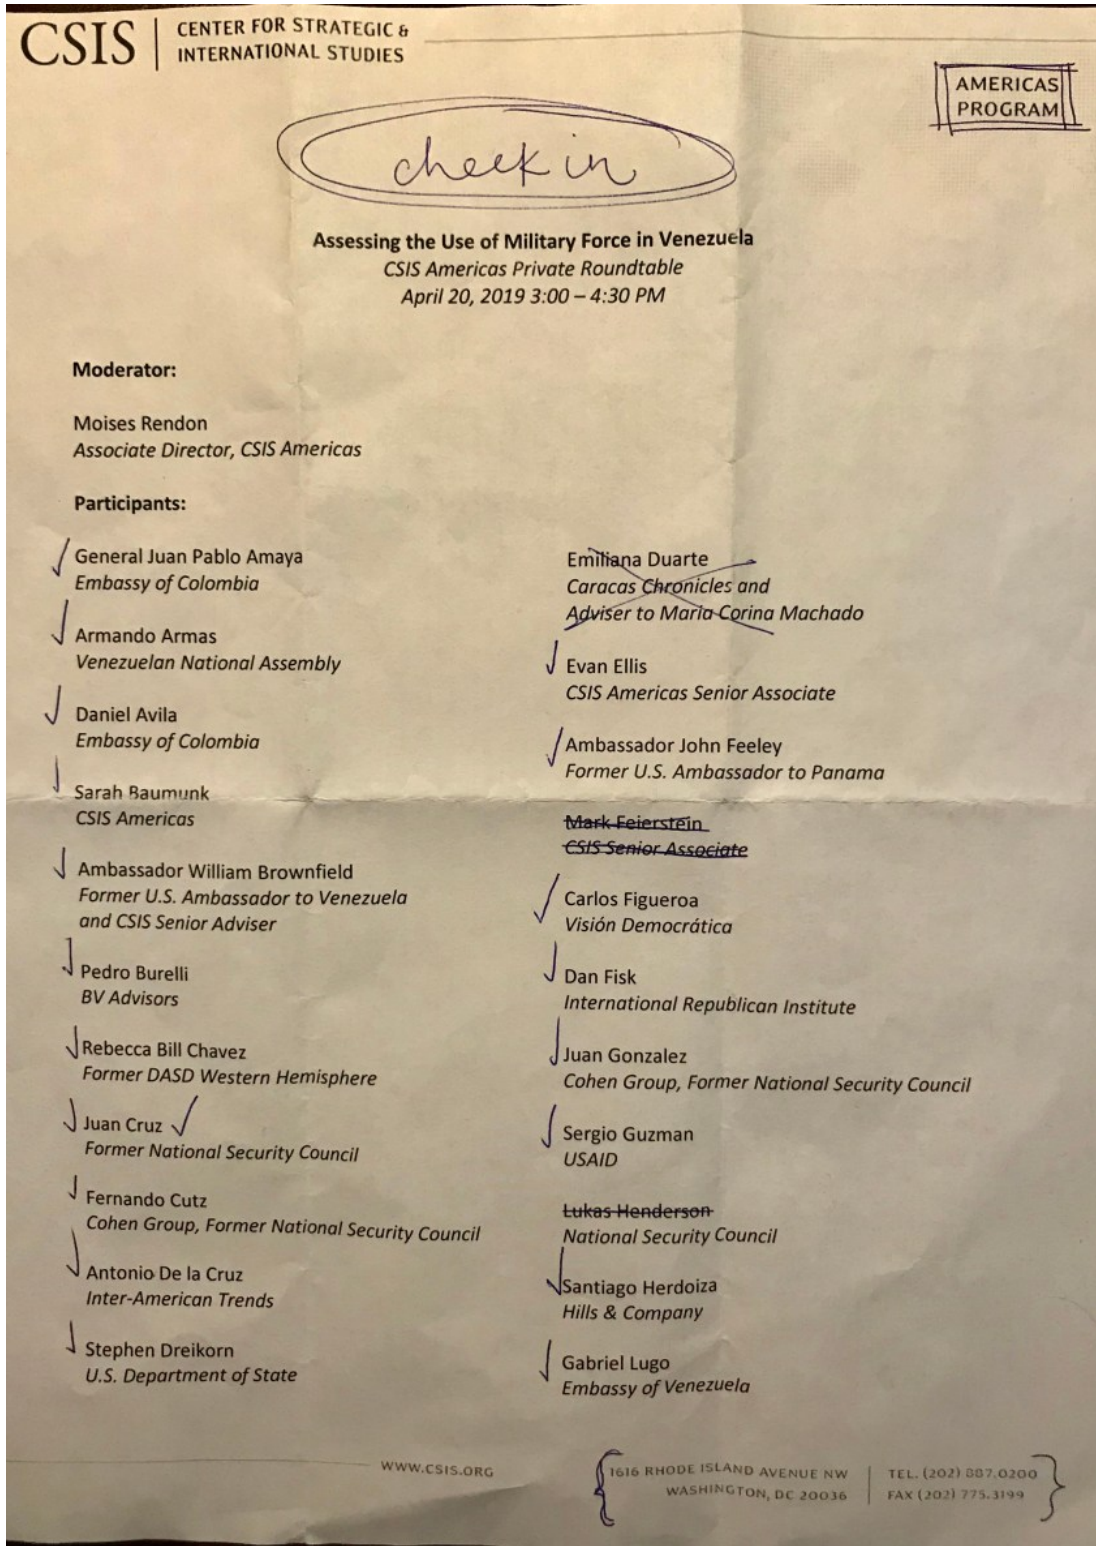 CSIS
CENTER FOR STRATEGIC &
INTERNATIONAL STUDIES
AMERICAS
PROGRAM
check in
Assessing the Use of Military Force in Venezuela
CSIS Americas Private Roundtable
April 20, 2019 3:00 – 4:30 PM
Moderator:
Moises Rendon
Associate Director, CSIS Americas
Participants:
General Juan Pablo Amaya
Embassy of Colombia
Armando Armas
Venezuelan National Assembly
Daniel Avila
Embassy of Colombia
Sarah Baumunk
CSIS Americas
Ambassador William Brownfield
Former U.S. Ambassador to Venezuela
and CSIS Senior Adviser
Pedro Burelli
BV Advisors
Rebecca Bill Chavez
Former DASD Western Hemisphere
Juan Cruz
Former National Security Council
Fernando Cutz
Cohen Group, Former National Security Council
Antonio De la Cruz
Inter-American Trends
Stephen Dreikorn
U.S. Department of State
Emiliana Duarte
Caracas Chronicles and
Adviser to Maria Corina Machado
Evan Ellis
CSIS Americas Senior Associate
Ambassador John Feeley
Former U.S. Ambassador to Panama
Mark Feierstein
CSIS Senior Associate
Carlos Figueroa
Visión Democrática
Dan Fisk
International Republican Institute
Juan Gonzalez
Cohen Group, Former National Security Council
Sergio Guzman
USAID
Lukas Henderson
National Security Council
Santiago Herdoiza
Hills & Company
Gabriel Lugo
Embassy of Venezuela
WWW.CSIS.ORG
1616 RHODE ISLAND AVENUE NW
WASHINGTON, DC 20036
TEL. (202) 887.0200
FAX (202) 775.3199